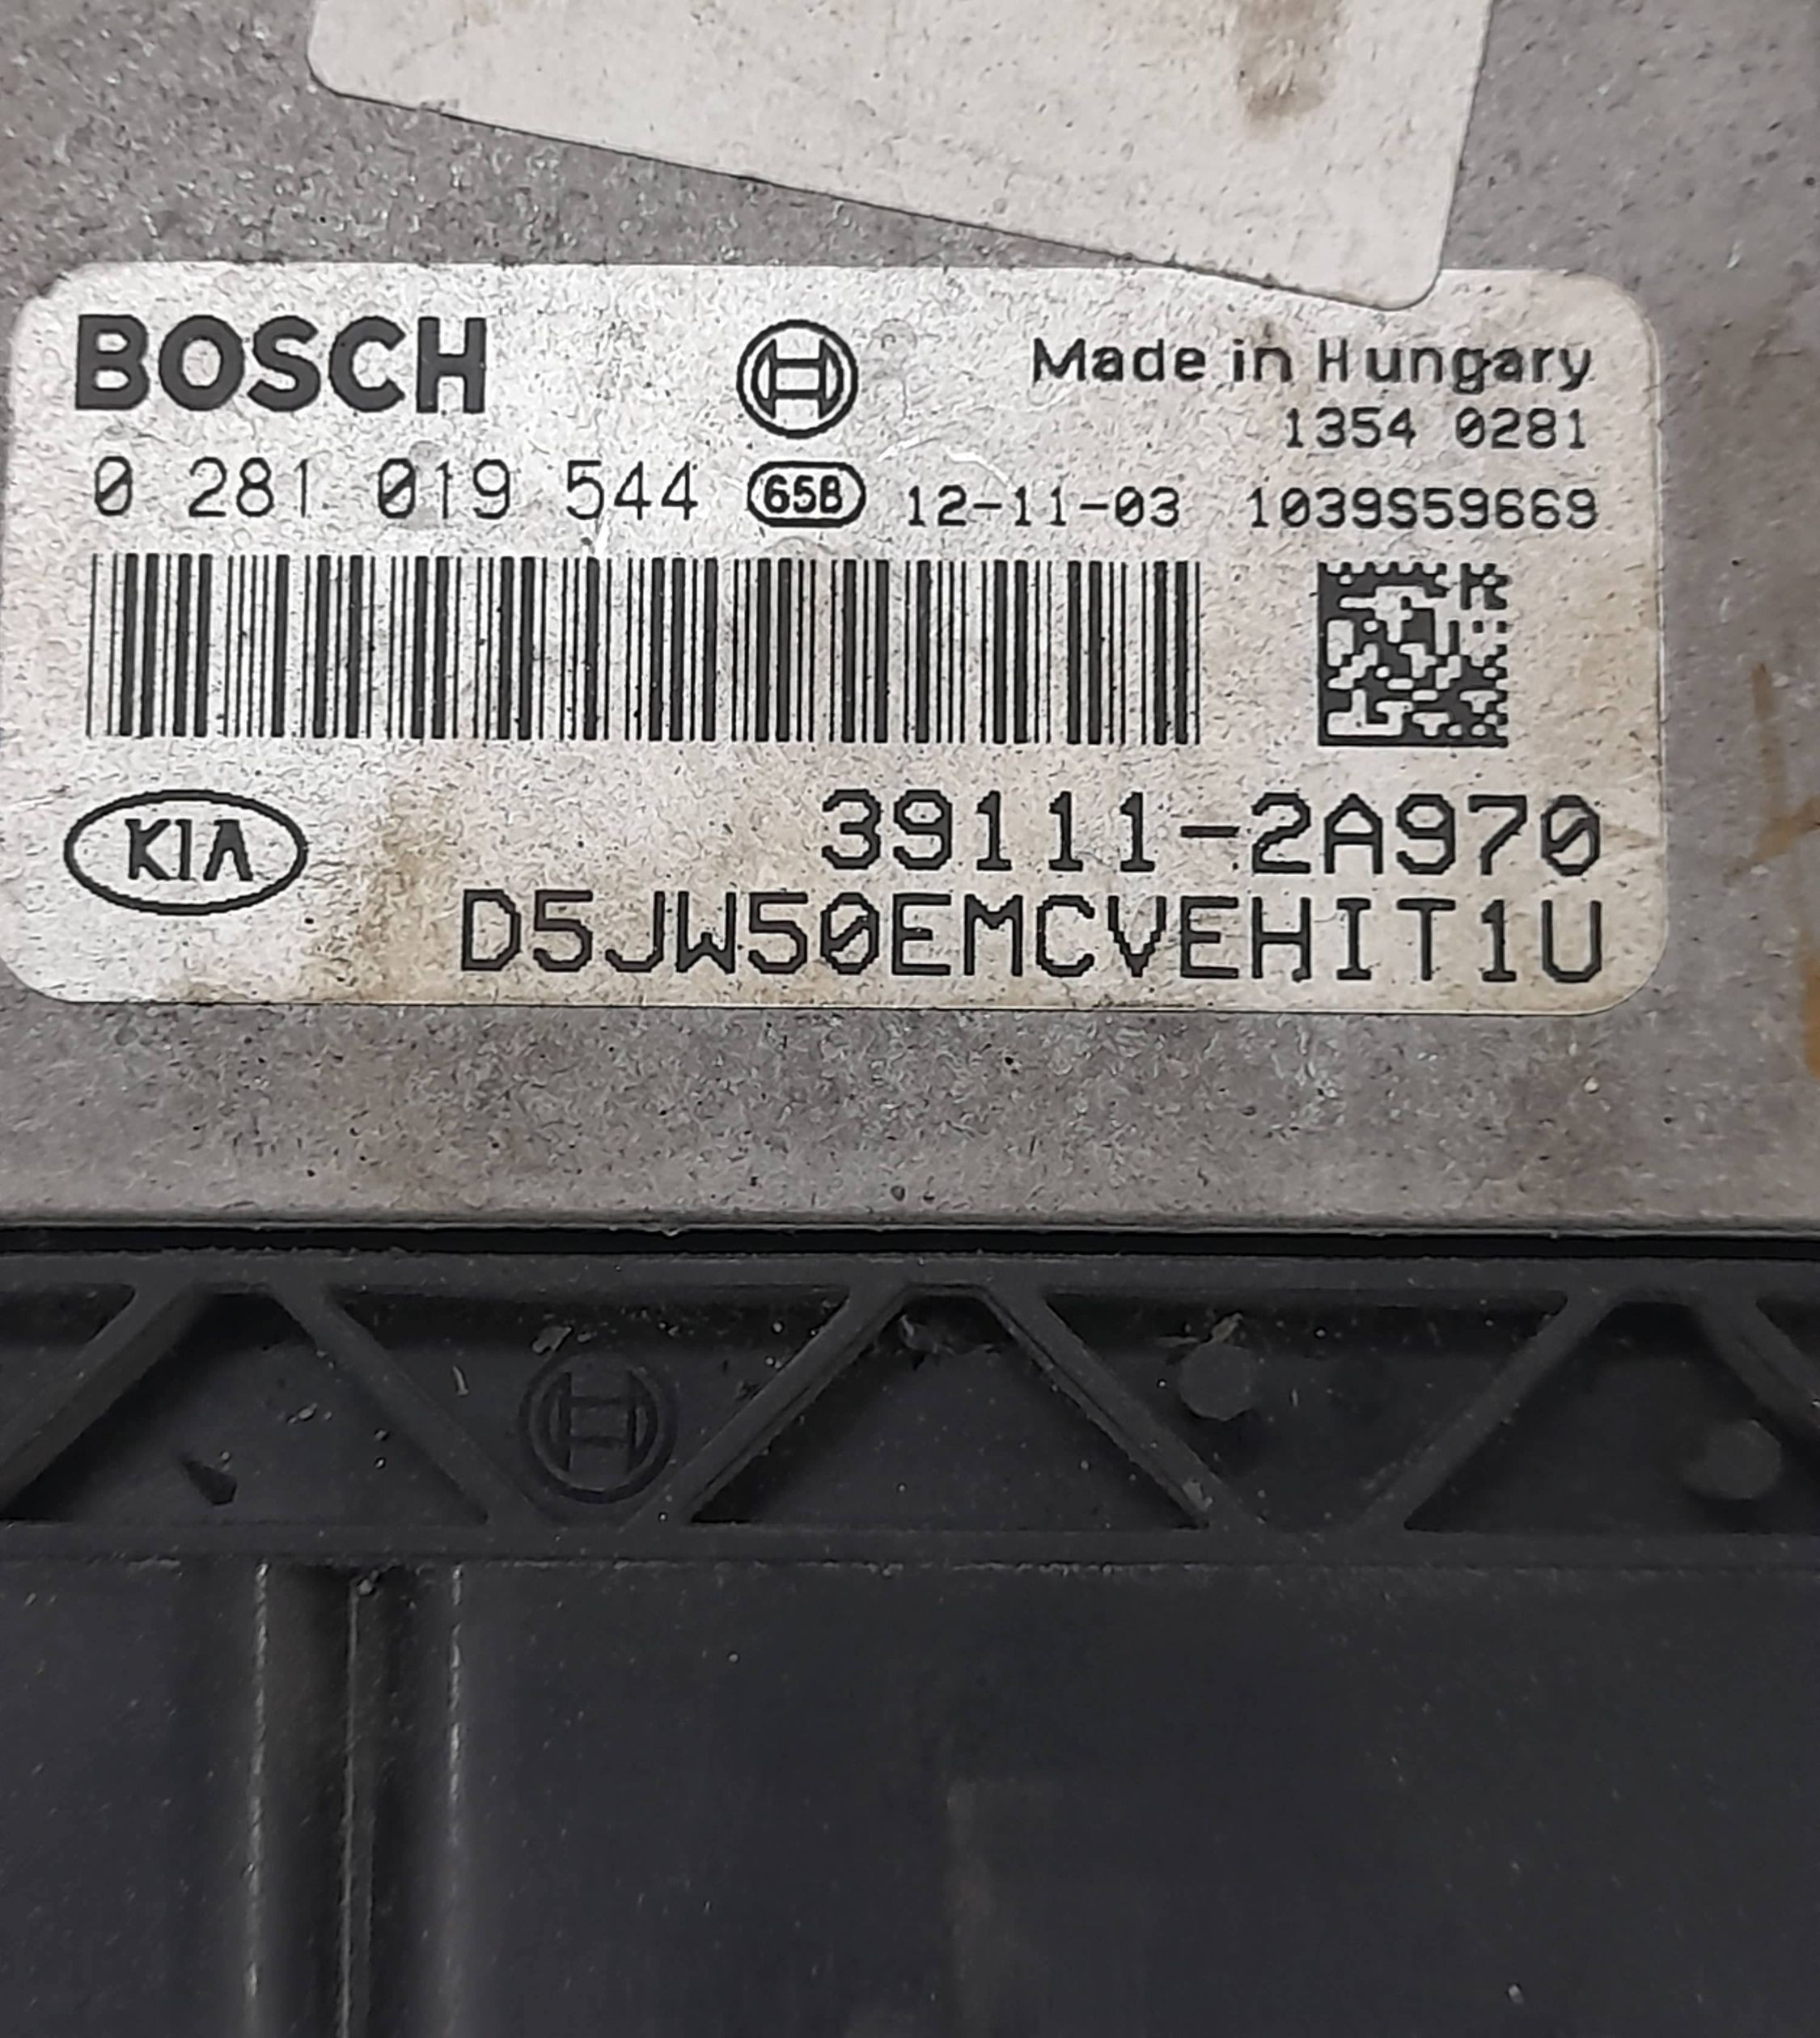 BOSCH
Made in Hungary
1354 0281
0 281 019 544 65B 12-11-03 1039S59669
KIA
39111-2A970
D5JW50EMCVEHIT1U